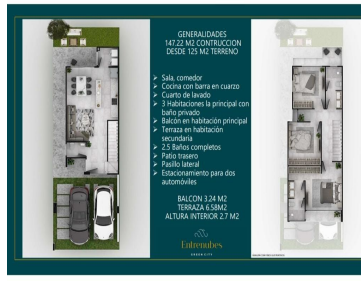 GENERALIDADES
147.22 M2 CONTRUCCION
DESDE 125 M2 TERRENO
➢ Sala, comedor
➢ Cocina con barra en cuarzo
➢ Cuarto de lavado
➢ 3 Habitaciones la principal con
baño privado
➢ Balcón en habitación principal
➢ Terraza en habitación
secundaria
➢ 2.5 Baños completos
➢ Patio trasero
➢ Pasillo lateral
➢ Estacionamiento para dos
automóviles
BALCON 3.24 M2
TERRAZA 6.58M2
ALTURA INTERIOR 2.7 M2
Entrenubes